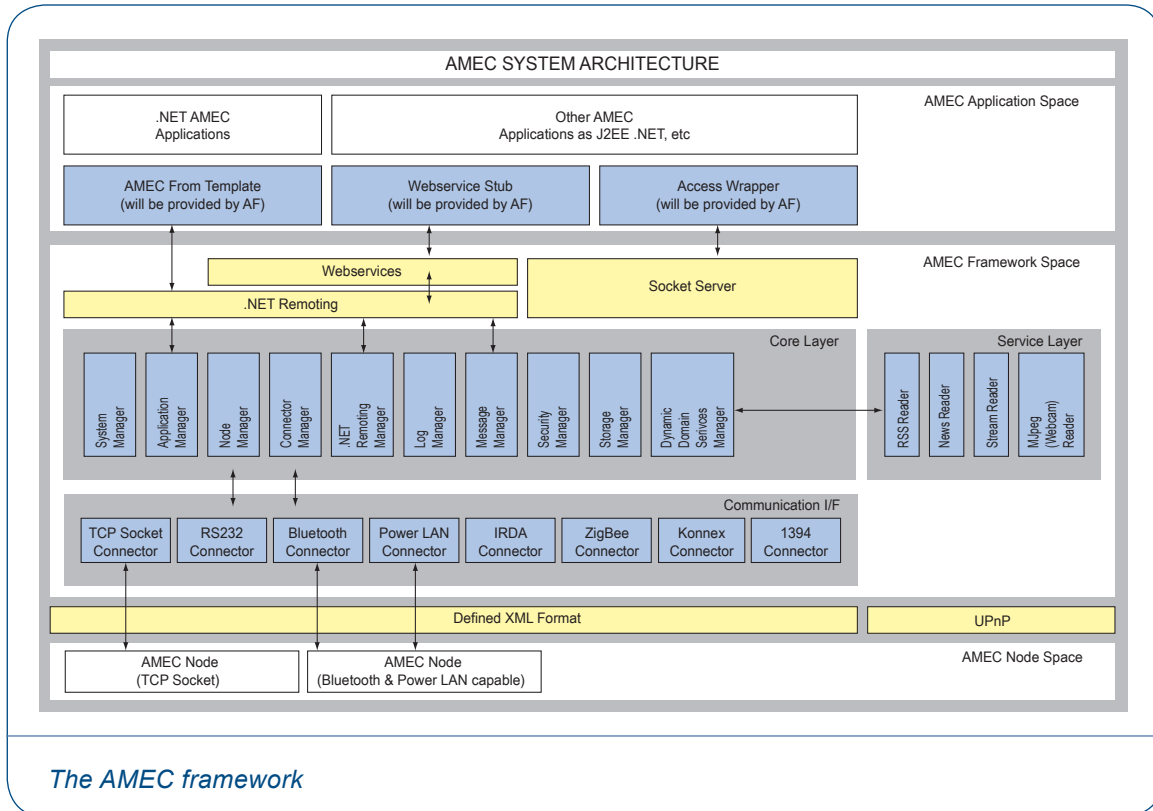 AMEC SYSTEM ARCHITECTURE
AMEC Application Space
.NET AMEC
Applications
Other AMEC
Applications as J2EE .NET, etc
AMEC From Template
(will be provided by AF)
Webservice Stub
(will be provided by AF)
Access Wrapper
(will be provided by AF)
AMEC Framework Space
Webservices
Socket Server
.NET Remoting
Core Layer
Service Layer
System
Manager
Application
Manager
Node
Manager
Connector
Manager
.NET
Remoting
Manager
Log
Manager
Message
Manager
Security
Manager
Storage
Manager
Dynamic
Domain
Serivces
Manager
RSS Reader
News Reader
Stream Reader
MJpeg
(Webcam)
Reader
Communication I/F
TCP Socket
Connector
RS232
Connector
Bluetooth
Connector
Power LAN
Connector
IRDA
Connector
ZigBee
Connector
Konnex
Connector
1394
Connector
Defined XML Format
UPnP
AMEC Node Space
AMEC Node
(TCP Socket)
AMEC Node
(Bluetooth & Power LAN capable)
The AMEC framework